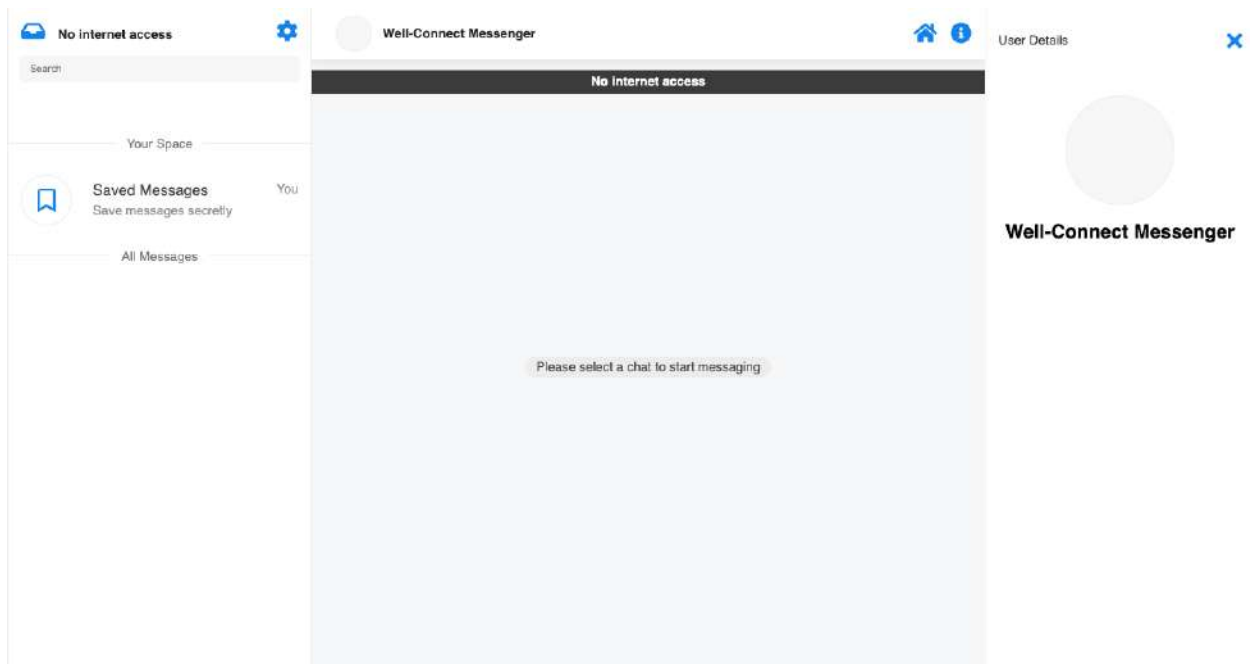 No internet access
Search
Your Space
Saved Messages
You
Save messages secretly
All Messages
Well-Connect Messenger
No internet access
Please select a chat to start messaging
User Details
Well-Connect Messenger